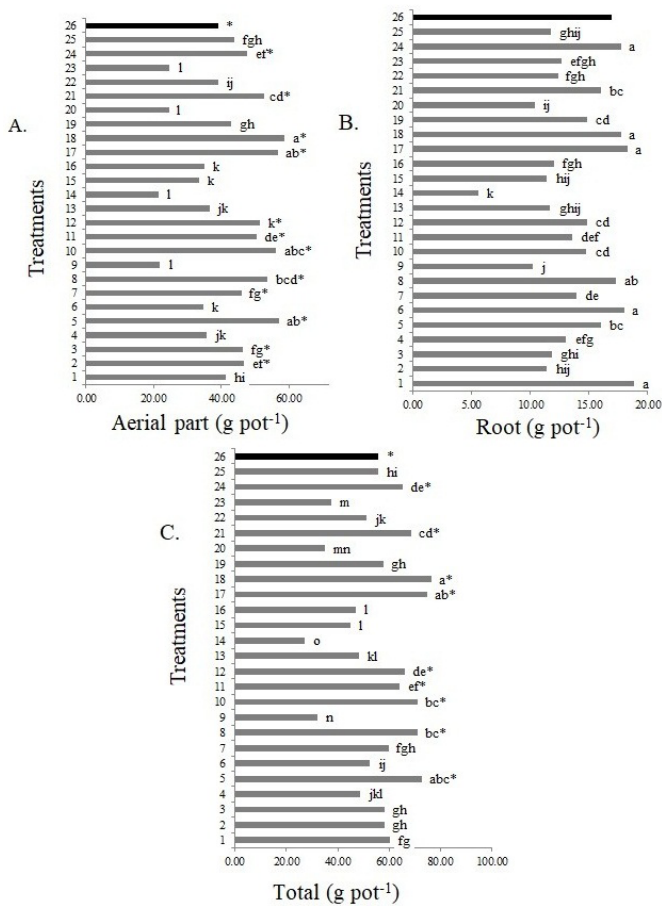 A.
Treatments
26 *
25 fgh
24 ef*
23 l
22 ij
21 cd*
20 l
19 gh
18 a*
17 ab*
16 k
15 k
14 l
13 jk
12 k*
11 de*
10 abc*
9 l
8 bcd*
7 fg*
6 k
5 ab*
4 jk
3 fg*
2 ef*
1 hi
0.00 20.00 40.00 60.00
Aerial part (g pot-1)
B.
Treatments
26
25 ghij
24 a
23 efgh
22 fgh
21 bc
20 ij
19 cd
18 a
17 a
16 fgh
15 hij
14 k
13 ghij
12 cd
11 def
10 cd
9 j
8 ab
7 de
6 a
5 bc
4 efg
3 ghi
2 hij
1 a
0.00 5.00 10.00 15.00 20.00
Root (g pot-1)
C.
Treatments
26 *
25 hi
24 de*
23 m
22 jk
21 cd*
20 mn
19 gh
18 a*
17 ab*
16 l
15 l
14 o
13 kl
12 de*
11 ef*
10 bc*
9 n
8 bc*
7 fgh
6 ij
5 abc*
4 jkl
3 gh
2 gh
1 fg
0.00 20.00 40.00 60.00 80.00 100.00
Total (g pot-1)